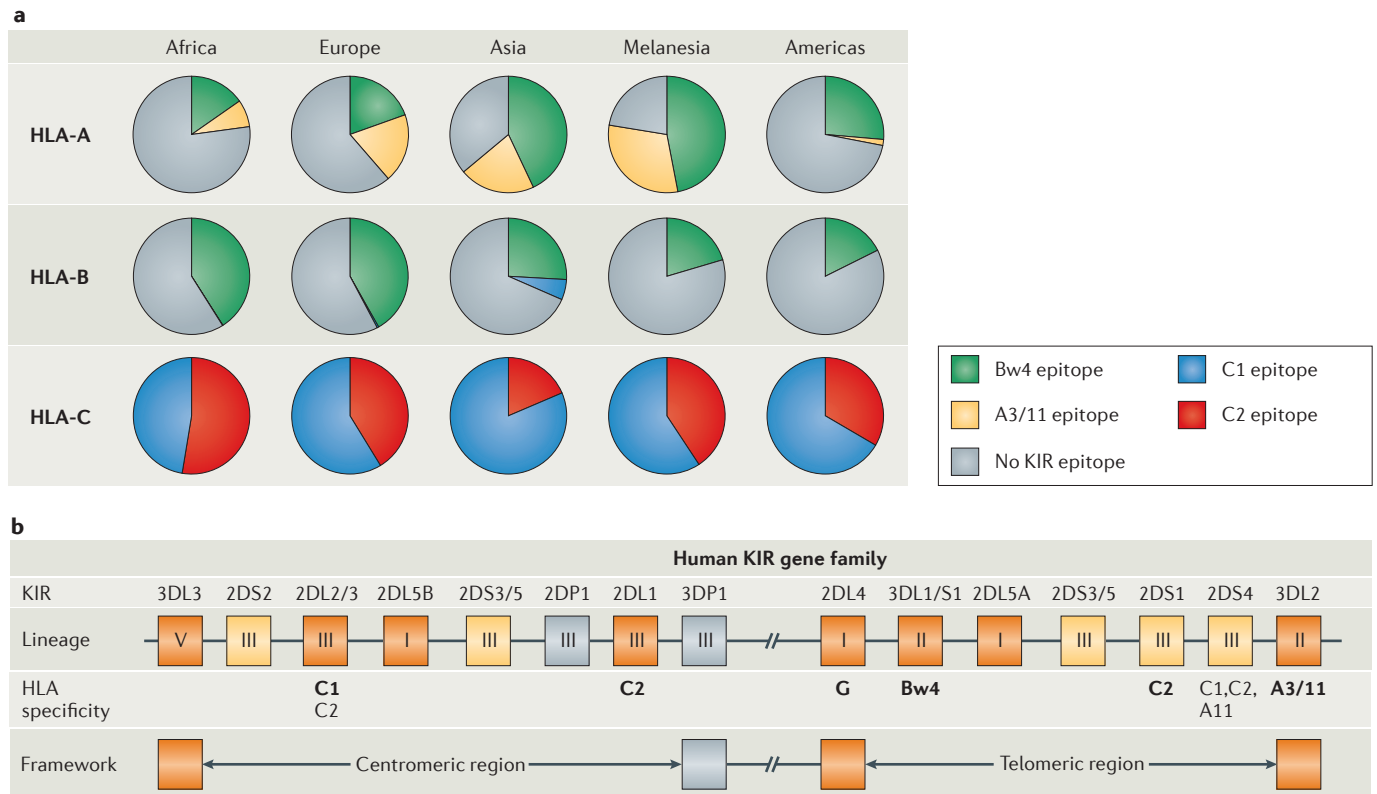 a
Africa Europe Asia Melanesia Americas
HLA-A
HLA-B
HLA-C
Bw4 epitope C1 epitope
A3/11 epitope C2 epitope
No KIR epitope
b
Human KIR gene family
KIR 3DL3 2DS2 2DL2/3 2DL5B 2DS3/5 2DP1 2DL1 3DP1 2DL4 3DL1/S1 2DL5A 2DS3/5 2DS1 2DS4 3DL2
Lineage V III III I III III III III I II I III III III II
HLA C1 C2 G Bw4 C2 C1,C2, A3/11
specificity C2 A11
Framework Centromeric region Telomeric region